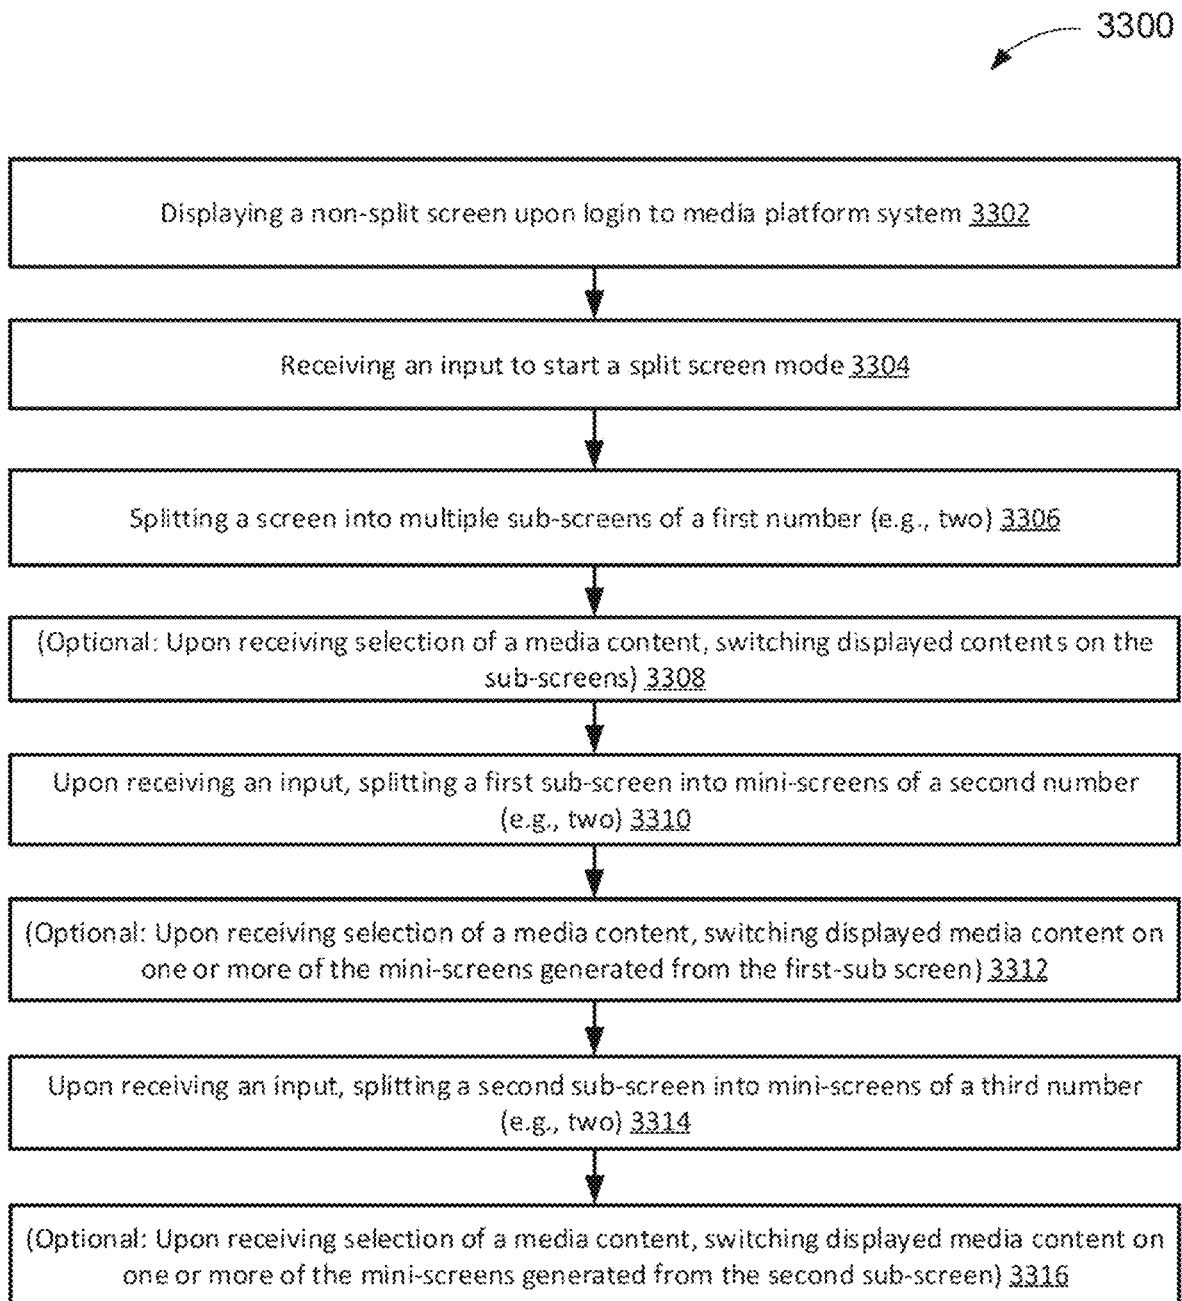 3300
Displaying a non-split screen upon login to media platform system 3302
Receiving an input to start a split screen mode 3304
Splitting a screen into multiple sub-screens of a first number (e.g., two) 3306
(Optional: Upon receiving selection of a media content, switching displayed contents on the
sub-screens) 3308
Upon receiving an input, splitting a first sub-screen into mini-screens of a second number
(e.g., two) 3310
(Optional: Upon receiving selection of a media content, switching displayed media content on
one or more of the mini-screens generated from the first-sub screen) 3312
Upon receiving an input, splitting a second sub-screen into mini-screens of a third number
(e.g., two) 3314
(Optional: Upon receiving selection of a media content, switching displayed media content on
one or more of the mini-screens generated from the second sub-screen) 3316